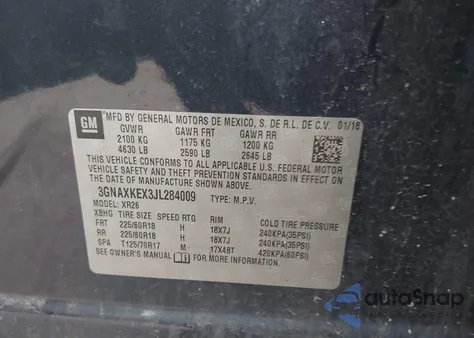 GM
MFD BY GENERAL MOTORS DE MEXICO, S. DE R.L. DE C.V. 01/18
GVWR GAWR FRT GAWR RR
2100 KG 1175 KG 1200 KG
4630 LB 2590 LB 2645 LB
THIS VEHICLE CONFORMS TO ALL APPLICABLE U.S. FEDERAL MOTOR
VEHICLE SAFETY AND THEFT PREVENTION STANDARDS IN EFFECT ON
THE DATE OF MANUFACTURE SHOWN ABOVE.
3GNAXKEX3JL284009 TYPE: M.P.V.
MODEL: XR26
XBHG TIRE SIZE SPEED RTG RIM COLD TIRE PRESSURE
FRT 225/60R18 H 18X7J 240KPA(35PSI)
RR 225/60R18 H 18X7J 240KPA(35PSI)
SPA T125/70R17 M 17X4BT 420KPA(60PSI)
SEE OWNER'S MANUAL FOR MORE INFORMATION.
autoSnap